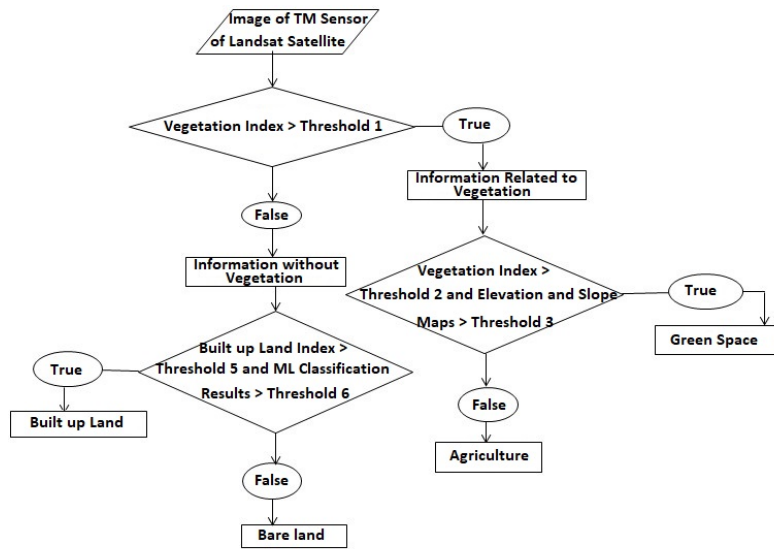 Image of TM Sensor
of Landsat Satellite
Vegetation Index > Threshold 1
True
Information Related to
Vegetation
False
Information without
Vegetation
Vegetation Index >
Threshold 2 and Elevation and Slope
Maps > Threshold 3
True
Green Space
Built up Land Index >
Threshold 5 and ML Classification
Results > Threshold 6
True
Built up Land
False
Agriculture
False
Bare land